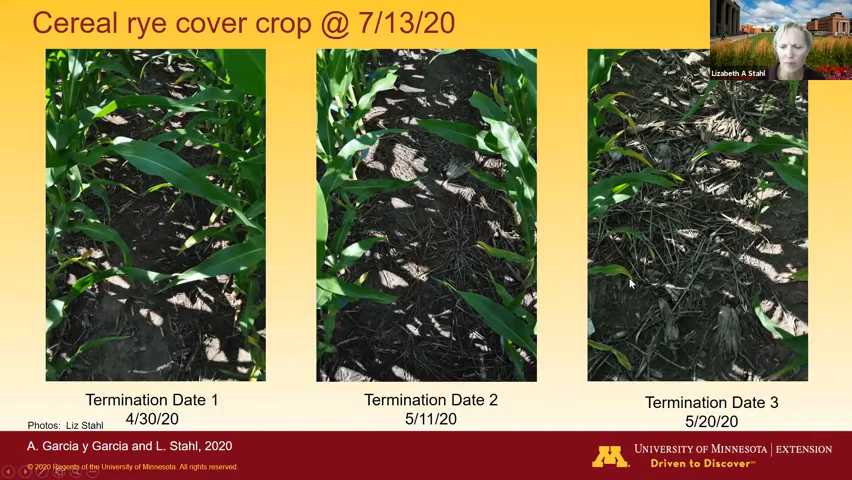 Cereal rye cover crop @ 7/13/20
Lizabeth A Stahl
Termination Date 1
4/30/20
Termination Date 2
5/11/20
Termination Date 3
5/20/20
Photos: Liz Stahl
A. Garcia y Garcia and L. Stahl, 2020
© 2020 Regents of the University of Minnesota. All rights reserved.
M
UNIVERSITY OF MINNESOTA | EXTENSION
Driven to Discover℠